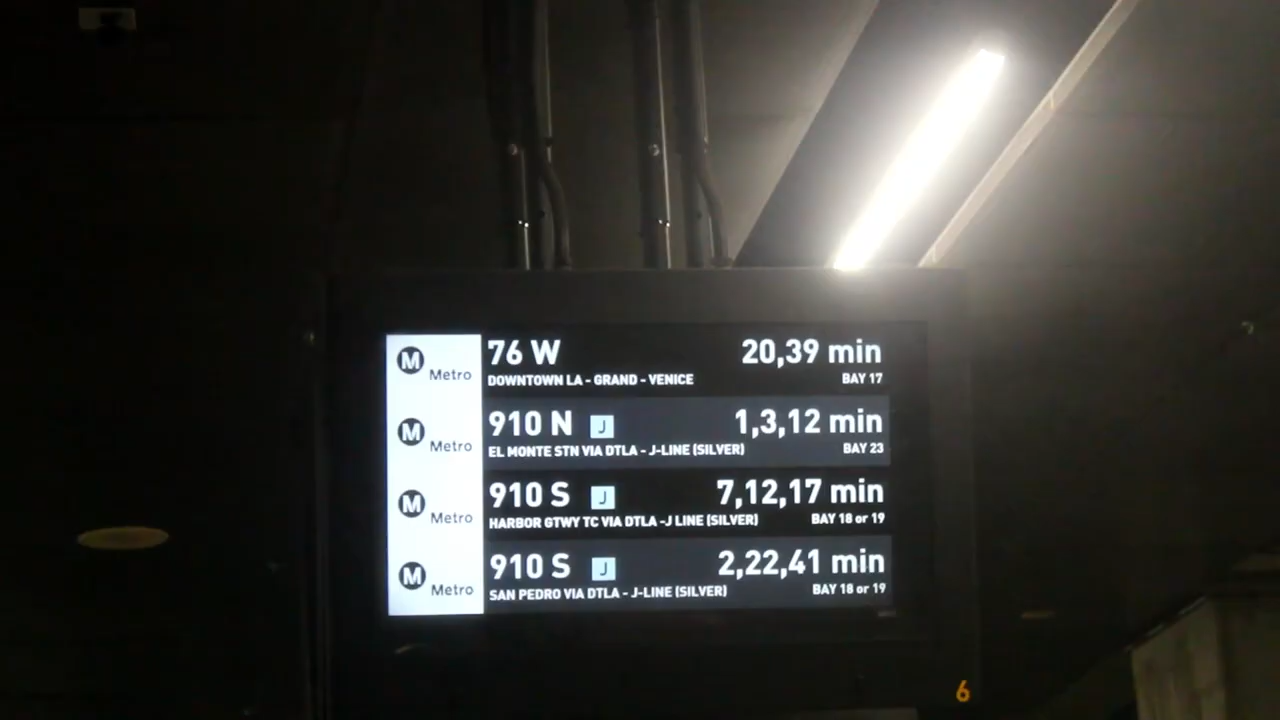 M Metro 76 W 20,39 min
DOWNTOWN LA - GRAND - VENICE BAY 17
M Metro 910 N J 1,3,12 min
EL MONTE STN VIA DTLA - J-LINE (SILVER) BAY 23
M Metro 910 S J 7,12,17 min
HARBOR GTWY TC VIA DTLA -J LINE (SILVER) BAY 18 or 19
M Metro 910 S J 2,22,41 min
SAN PEDRO VIA DTLA - J-LINE (SILVER) BAY 18 or 19
6